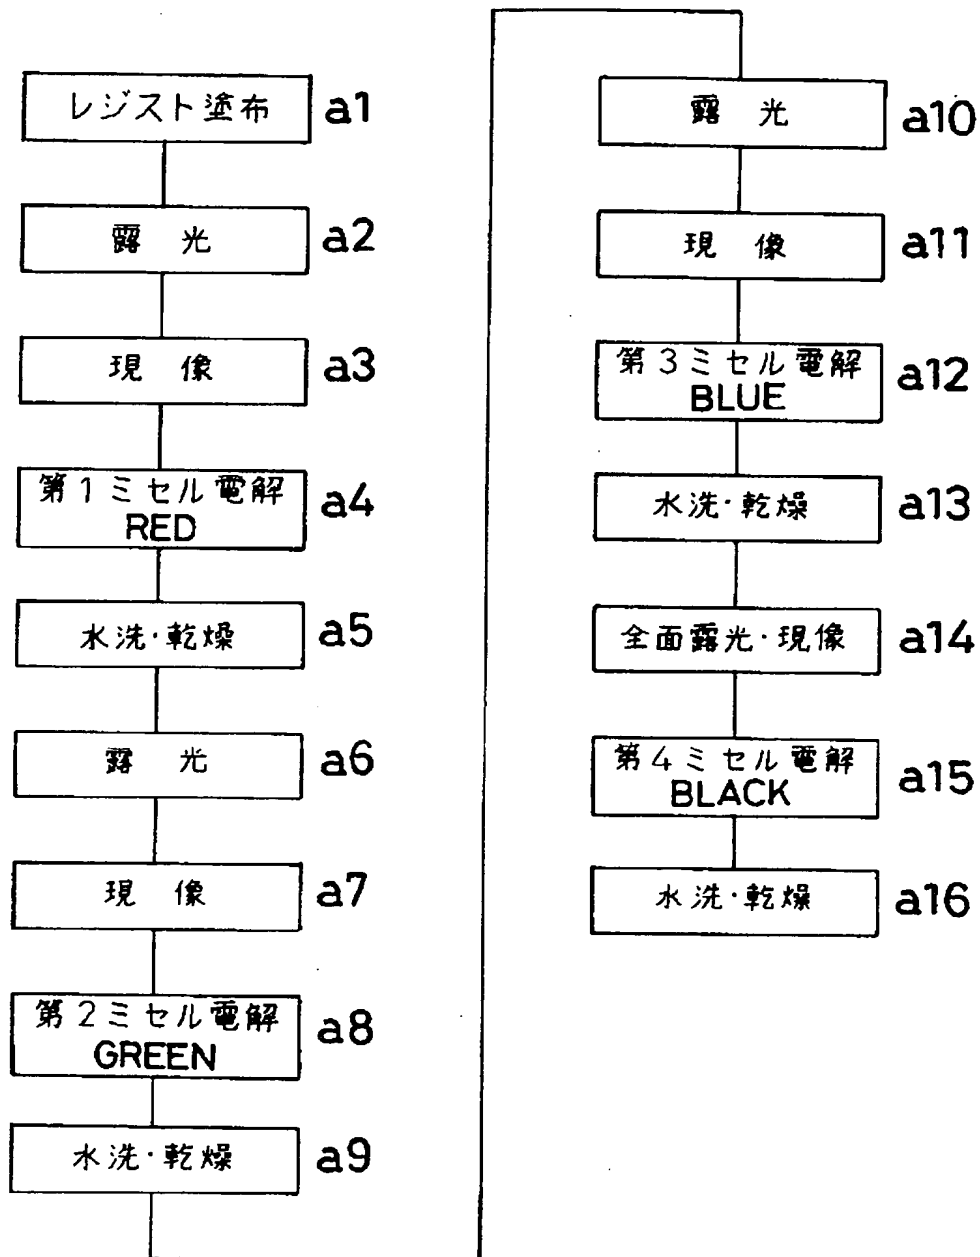 レジスト塗布 a1
露光 a2
現像 a3
第1ミセル電解 a4
RED
水洗・乾燥 a5
露光 a6
現像 a7
第2ミセル電解 a8
GREEN
水洗・乾燥 a9
露光 a10
現像 a11
第3ミセル電解 a12
BLUE
水洗・乾燥 a13
全面露光・現像 a14
第4ミセル電解 a15
BLACK
水洗・乾燥 a16